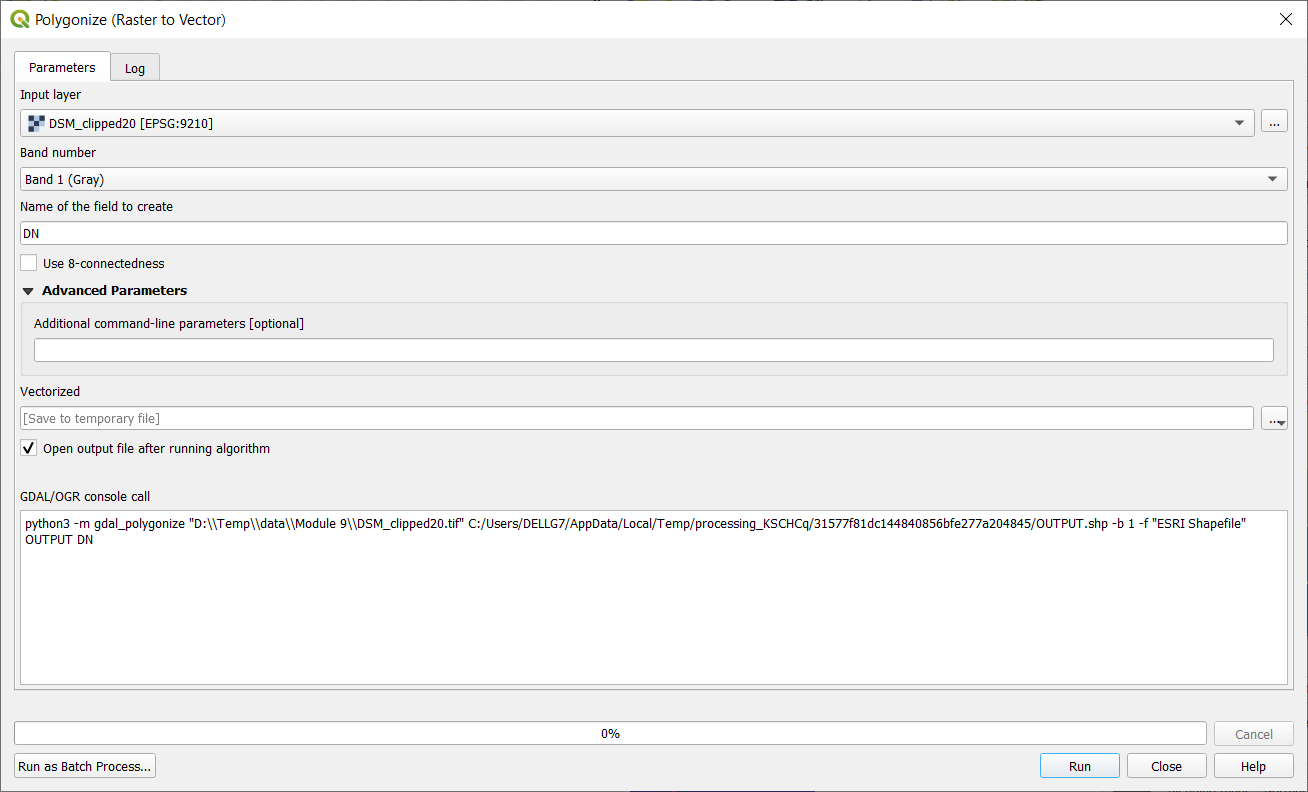 Polygonize (Raster to Vector)
Parameters
Log
Input layer
DSM_clipped20 [EPSG:9210]
...
Band number
Band 1 (Gray)
Name of the field to create
DN
Use 8-connectedness
Advanced Parameters
Additional command-line parameters [optional]
Vectorized
[Save to temporary file]
...
Open output file after running algorithm
GDAL/OGR console call
python3 -m gdal_polygonize "D:\\Temp\\data\\Module 9\\DSM_clipped20.tif" C:/Users/DELLG7/AppData/Local/Temp/processing_KSCHCq/31577f81dc144840856bfe277a204845/OUTPUT.shp -b 1 -f "ESRI Shapefile"
OUTPUT DN
0%
Cancel
Run as Batch Process...
Run
Close
Help